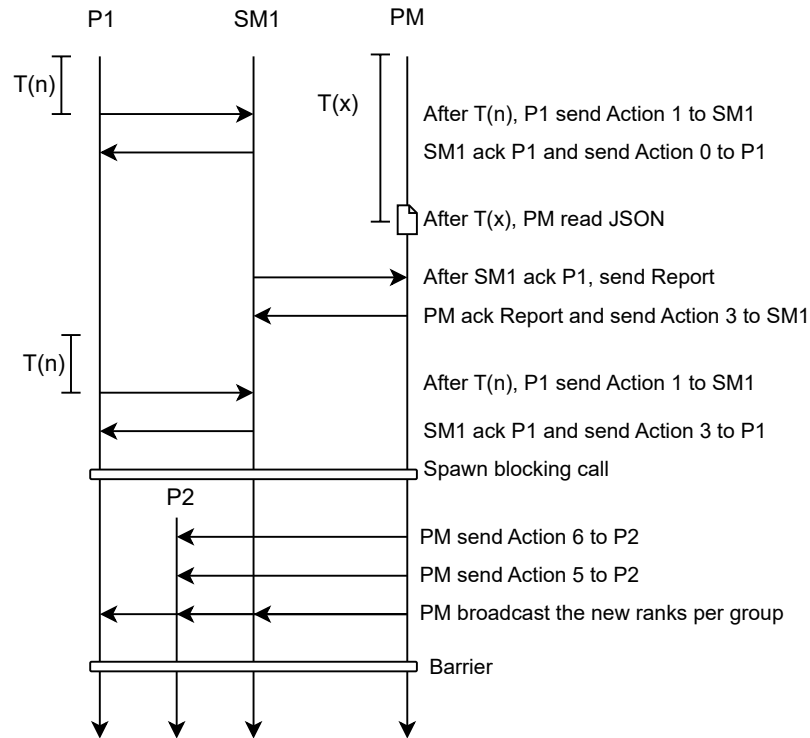 P1 SM1 PM
T(n)
T(x)
After T(n), P1 send Action 1 to SM1
SM1 ack P1 and send Action 0 to P1
After T(x), PM read JSON
After SM1 ack P1, send Report
PM ack Report and send Action 3 to SM1
T(n)
After T(n), P1 send Action 1 to SM1
SM1 ack P1 and send Action 3 to P1
Spawn blocking call
P2
PM send Action 6 to P2
PM send Action 5 to P2
PM broadcast the new ranks per group
Barrier